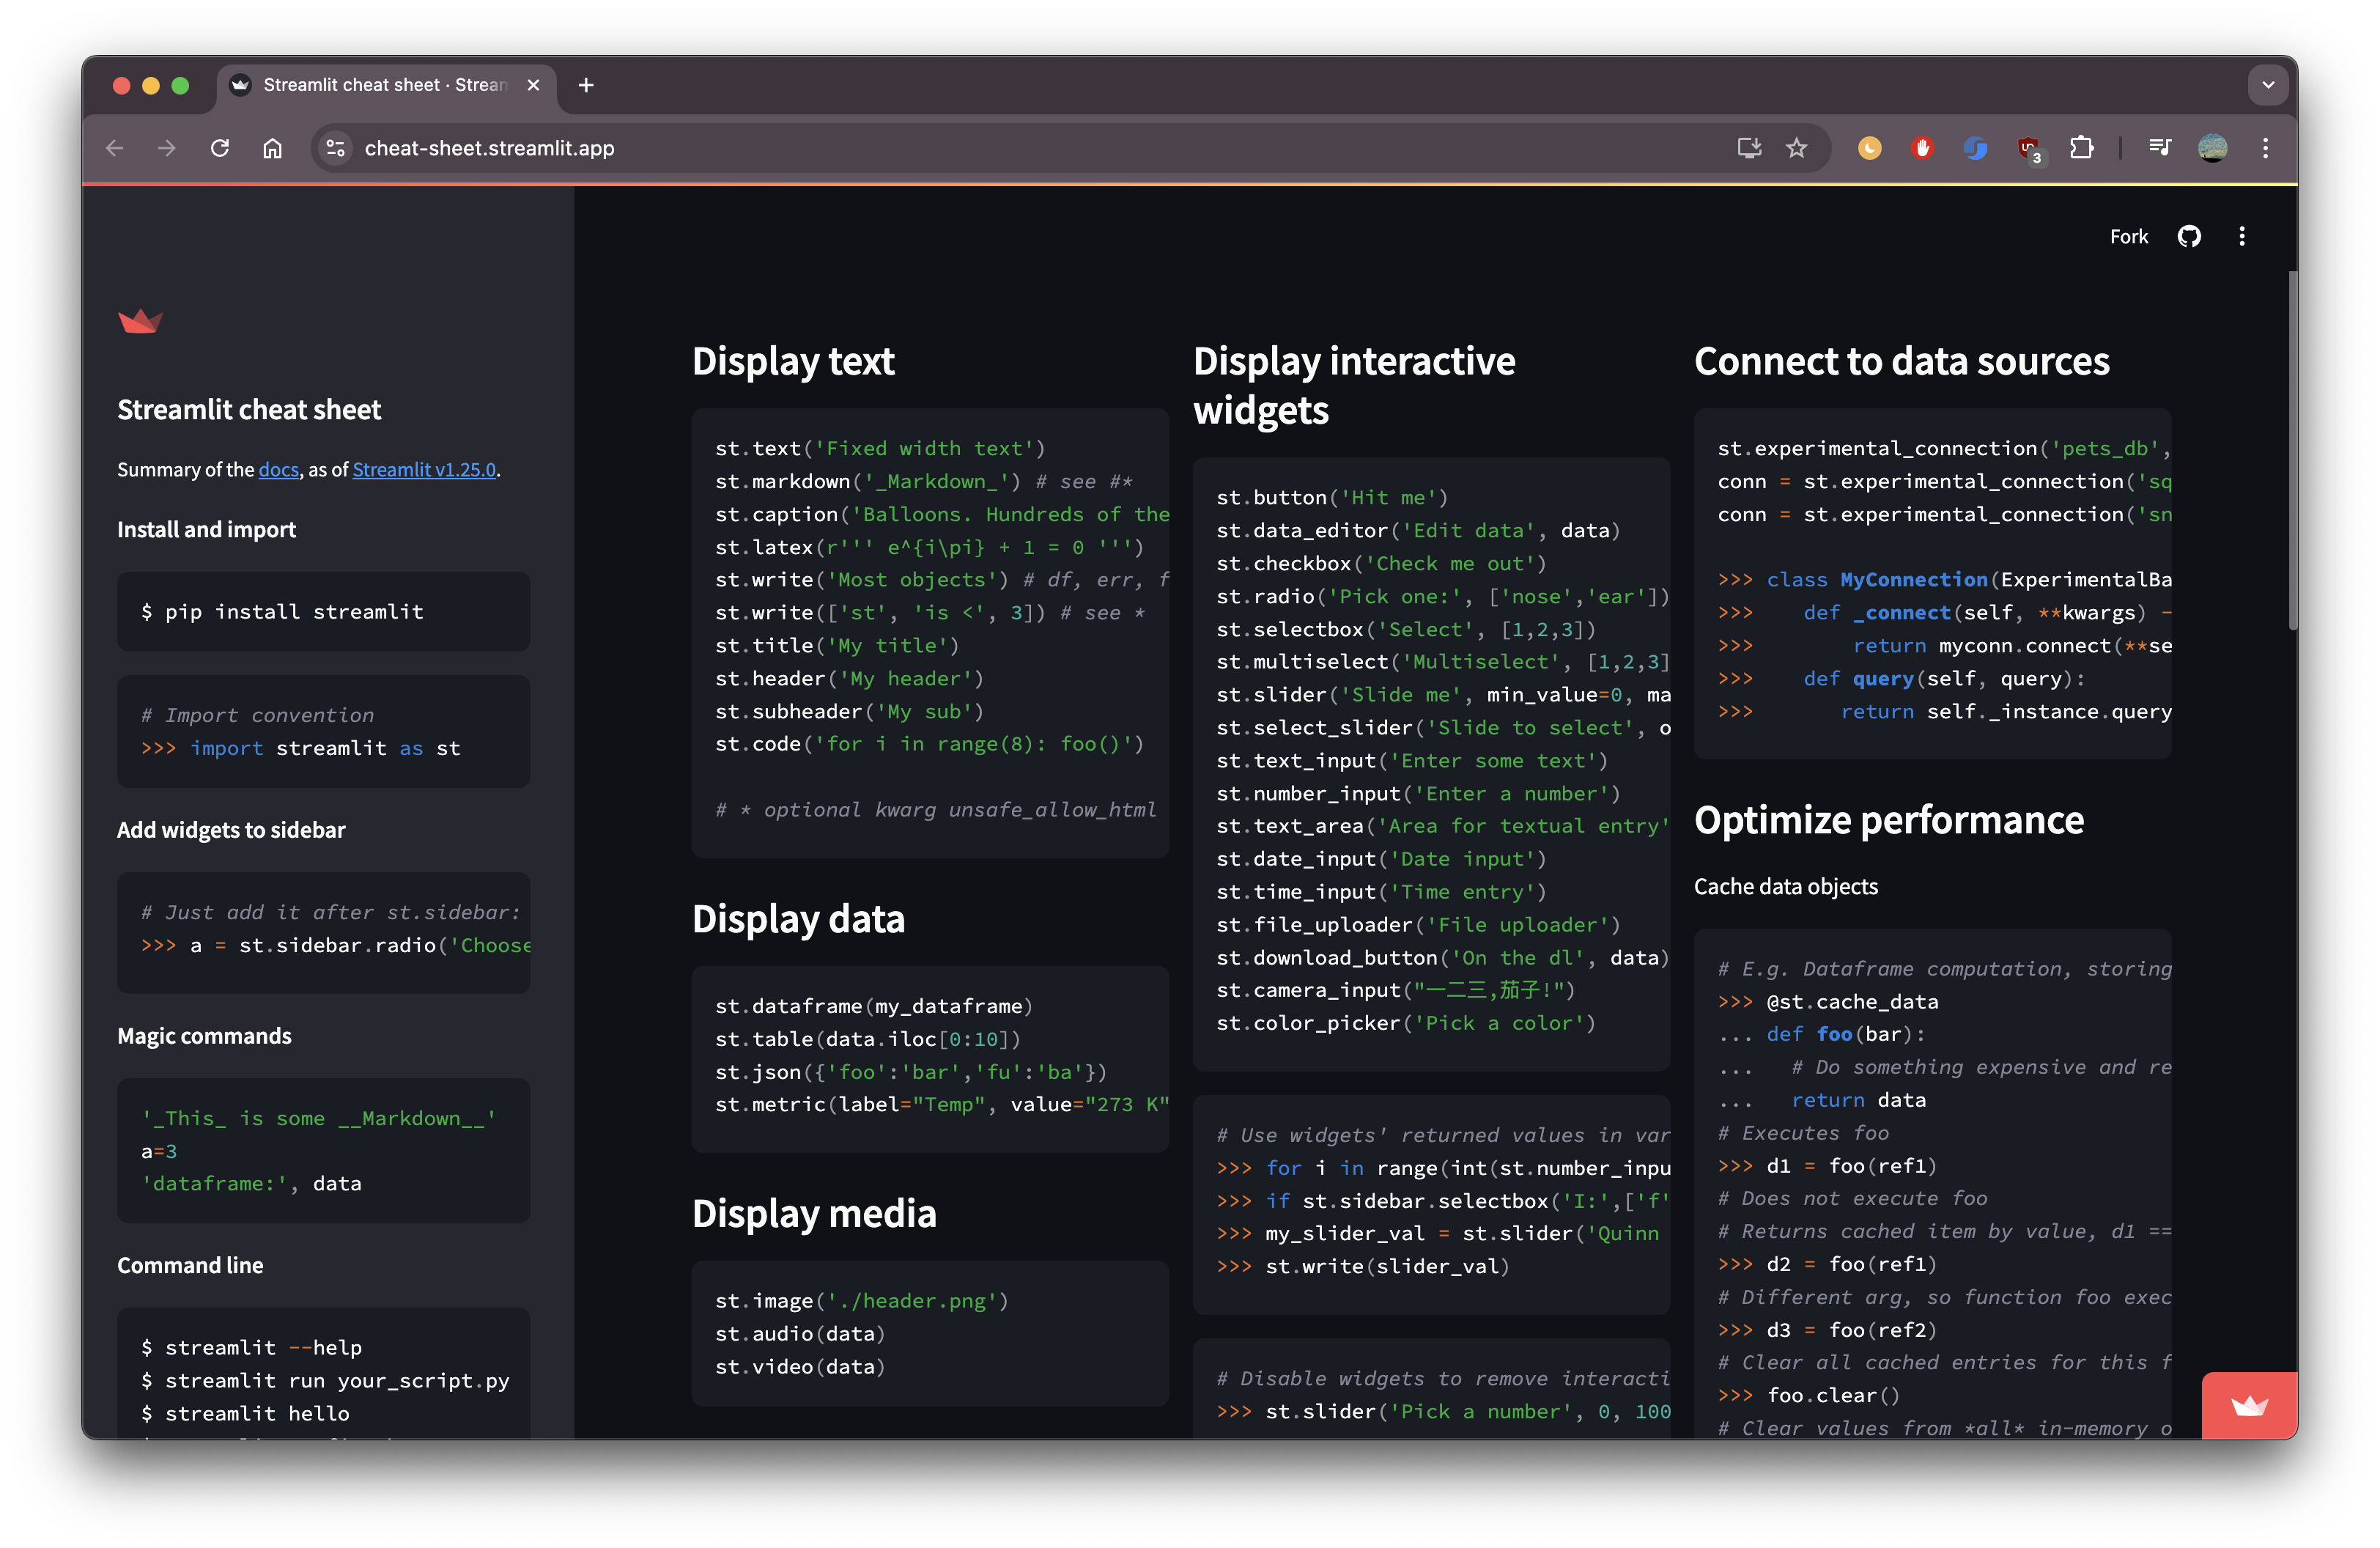 Streamlit cheat sheet · Strean
cheat-sheet.streamlit.app
3
Fork
Streamlit cheat sheet
Summary of the docs, as of Streamlit v1.25.0.
Install and import
$ pip install streamlit
# Import convention
>>> import streamlit as st
Add widgets to sidebar
# Just add it after st.sidebar:
>>> a = st.sidebar.radio('Choose
Magic commands
'_This_ is some __Markdown__'
a=3
'dataframe:', data
Command line
$ streamlit --help
$ streamlit run your_script.py
$ streamlit hello
Display text
st.text('Fixed width text')
st.markdown('_Markdown_') # see #*
st.caption('Balloons. Hundreds of the
st.latex(r''' e^{i\pi} + 1 = 0 ''')
st.write('Most objects') # df, err, f
st.write(['st', 'is <', 3]) # see *
st.title('My title')
st.header('My header')
st.subheader('My sub')
st.code('for i in range(8): foo()')
# * optional kwarg unsafe_allow_html
Display data
st.dataframe(my_dataframe)
st.table(data.iloc[0:10])
st.json({'foo':'bar','fu':'ba'})
st.metric(label="Temp", value="273 K"
Display media
st.image('./header.png')
st.audio(data)
st.video(data)
Display interactive
widgets
st.button('Hit me')
st.data_editor('Edit data', data)
st.checkbox('Check me out')
st.radio('Pick one:', ['nose','ear'])
st.selectbox('Select', [1,2,3])
st.multiselect('Multiselect', [1,2,3]
st.slider('Slide me', min_value=0, ma
st.select_slider('Slide to select', o
st.text_input('Enter some text')
st.number_input('Enter a number')
st.text_area('Area for textual entry'
st.date_input('Date input')
st.time_input('Time entry')
st.file_uploader('File uploader')
st.download_button('On the dl', data)
st.camera_input("一二三,茄子!")
st.color_picker('Pick a color')
# Use widgets' returned values in var
>>> for i in range(int(st.number_inpu
>>> if st.sidebar.selectbox('I:',['f'
>>> my_slider_val = st.slider('Quinn
>>> st.write(slider_val)
# Disable widgets to remove interacti
>>> st.slider('Pick a number', 0, 100
Connect to data sources
st.experimental_connection('pets_db',
conn = st.experimental_connection('sq
conn = st.experimental_connection('sn
>>> class MyConnection(ExperimentalBa
>>>    def _connect(self, **kwargs) -
>>>        return myconn.connect(**se
>>>    def query(self, query):
>>>       return self._instance.query
Optimize performance
Cache data objects
# E.g. Dataframe computation, storing
>>> @st.cache_data
... def foo(bar):
...   # Do something expensive and re
...   return data
# Executes foo
>>> d1 = foo(ref1)
# Does not execute foo
# Returns cached item by value, d1 ==
>>> d2 = foo(ref1)
# Different arg, so function foo exec
>>> d3 = foo(ref2)
# Clear all cached entries for this f
>>> foo.clear()
# Clear values from *all* in-memory o